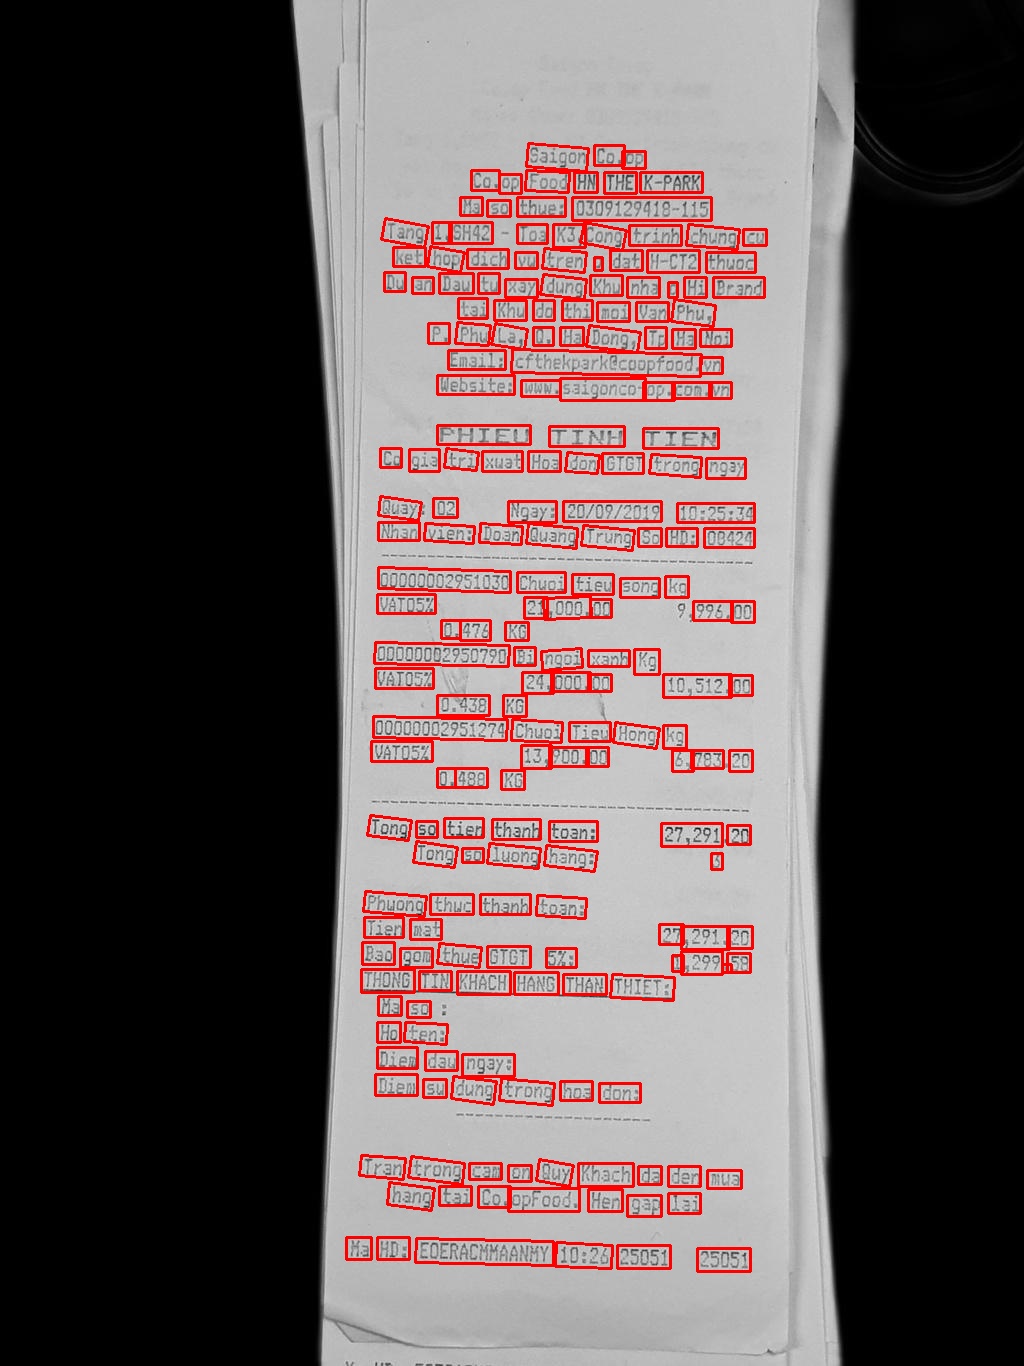 Saigon Co.op
Co.op Food HN THE K-PARK
Ma so thue: 0309129418-115
Tang 1,SH42 - Toa K3,Cong trinh chung cu
ket hop dich vu tren o dat H-CT2 thuoc
Du an Dau tu xay dung Khu nha o Hi Brand
tai Khu do thi moi Van Phu,
P. Phu La, Q. Ha Dong, Tp Ha Noi
Email: cfthekpark@coopfood.vn
Website: www.saigonco-op.com.vn
PHIEU TINH TIEN
Co gia tri xuat Hoa don GTGT trong ngay
Quay: 02 Ngay: 20/09/2019 10:25:34
Nhan vien: Doan Quang Trung So HD: 08424
00000002951030 Chuoi tieu song kg
VAT05% 21,000.00 9,996.00
0.476 KG
00000002950790 Bi ngoi xanh Kg
VAT05% 24,000.00 10,512.00
0.438 KG
00000002951274 Chuoi Tieu Hong kg
VAT05% 13,900.00 6,783.20
0.488 KG
Tong so tien thanh toan: 27,291.20
Tong so luong hang: 3
Phuong thuc thanh toan:
Tien mat 27,291.20
Bao gom thue GTGT 5%: 1,299.58
THONG TIN KHACH HANG THAN THIET:
Ma so :
Ho ten:
Diem dau ngay:
Diem su dung trong hoa don:
Tran trong cam on Quy Khach da den mua
hang tai Co.opFood. Hen gap lai
Ma HD: EOERACMMAANMY 10:26 25051 25051